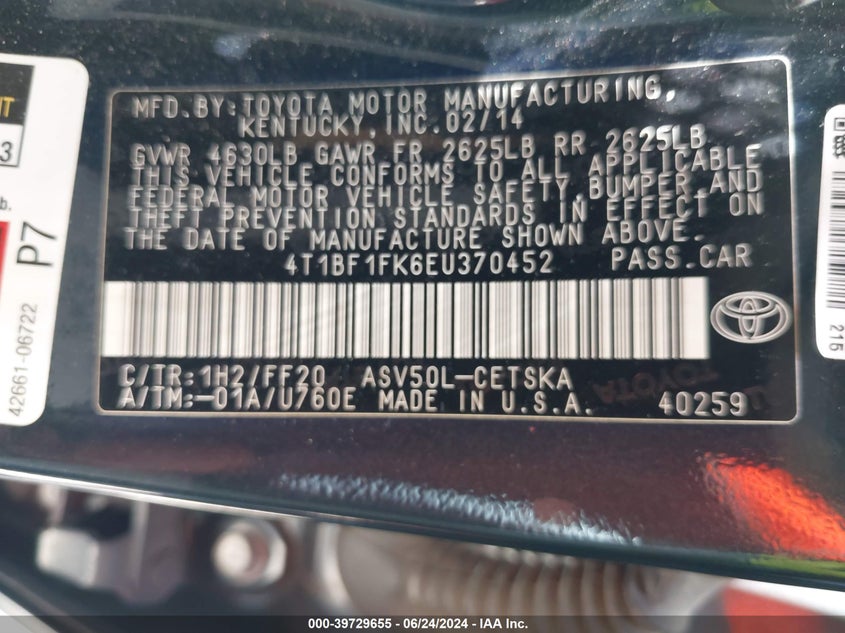 MFD. BY: TOYOTA MOTOR MANUFACTURING,
KENTUCKY, INC. 02/14
GVWR 4630LB GAWR FR 2625LB RR 2625LB
THIS VEHICLE CONFORMS TO ALL APPLICABLE
FEDERAL MOTOR VEHICLE SAFETY, BUMPER, AND
THEFT PREVENTION STANDARDS IN EFFECT ON
THE DATE OF MANUFACTURE SHOWN ABOVE.
4T1BF1FK6EU370452 PASS.CAR
C/TR: 1H2/FF20 ASV50L-CETSKA
A/TM:-01A/U760E MADE IN U.S.A. 40259
TOYOTA
3
b.
P7
42661-06722
215
000-39729655 / 06/24/2024 / IAA Inc.